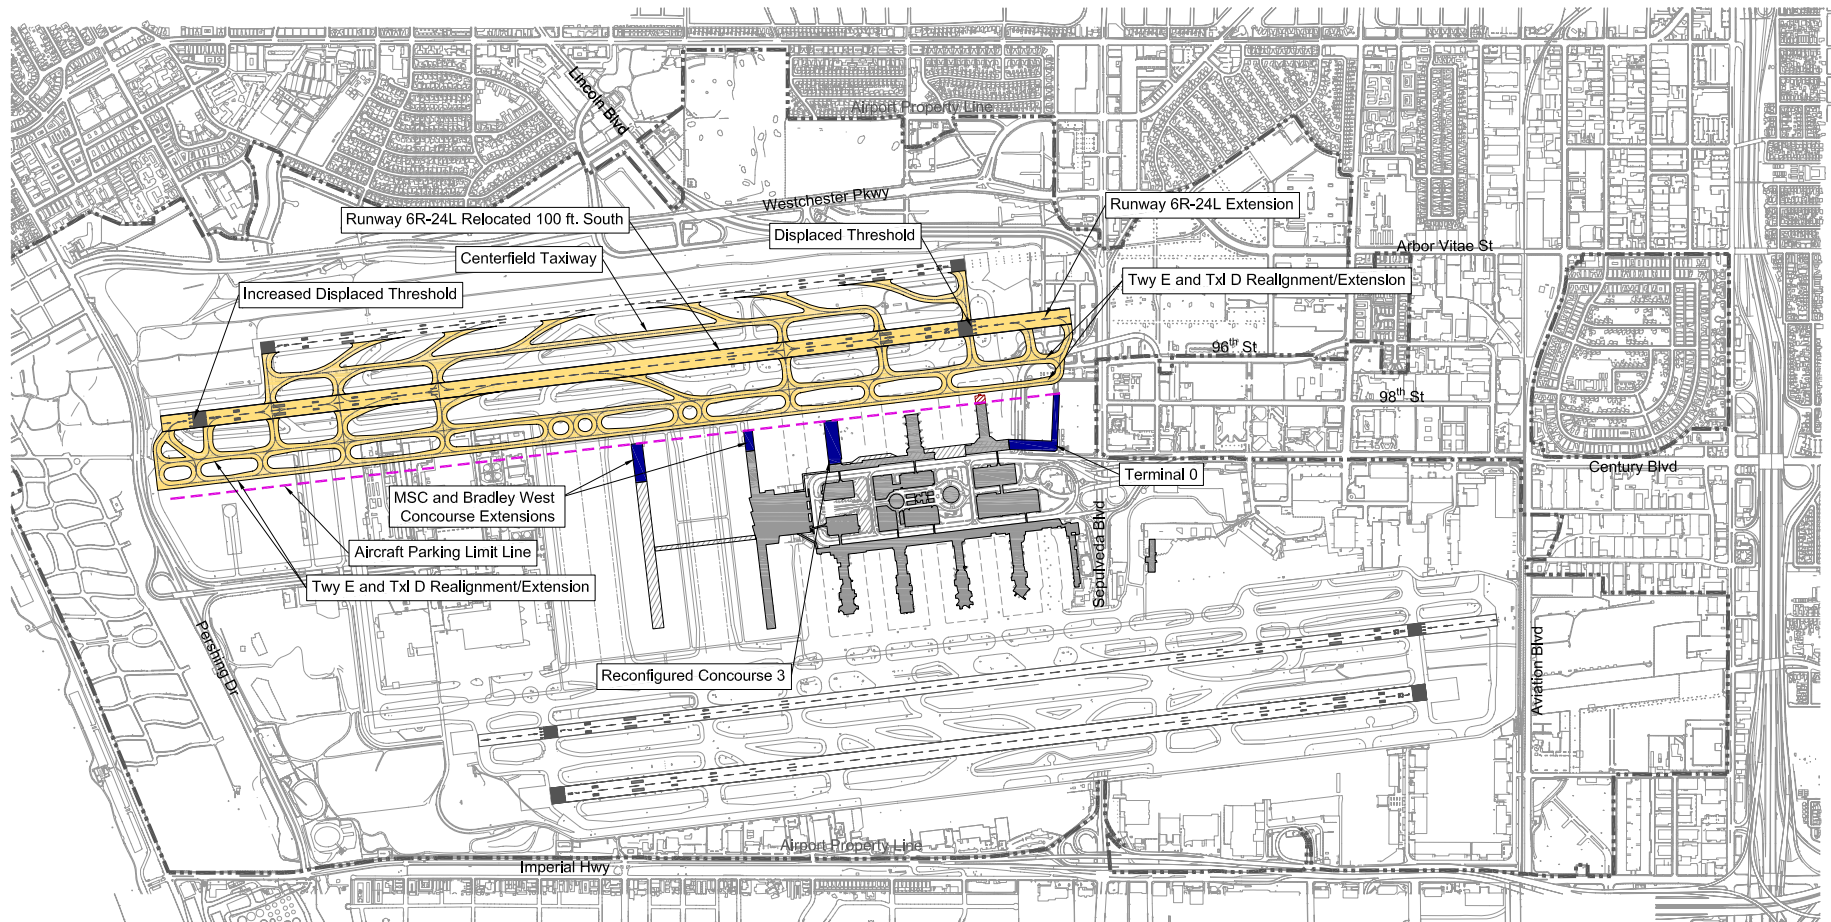 Lincoln Blvd
Airport Property Line
Westchester Pkwy
Runway 6R-24L Relocated 100 ft. South
Runway 6R-24L Extension
Displaced Threshold
Arbor Vitae St
Centerfield Taxiway
Twy E and Txl D Realignment/Extension
Increased Displaced Threshold
96th St
98th St
Century Blvd
Terminal 0
MSC and Bradley West
Concourse Extensions
Sepulveda Blvd
Aircraft Parking Limit Line
Twy E and Txl D Realignment/Extension
Pershing Dr
Reconfigured Concourse 3
Aviation Blvd
Airport Property Line
Imperial Hwy